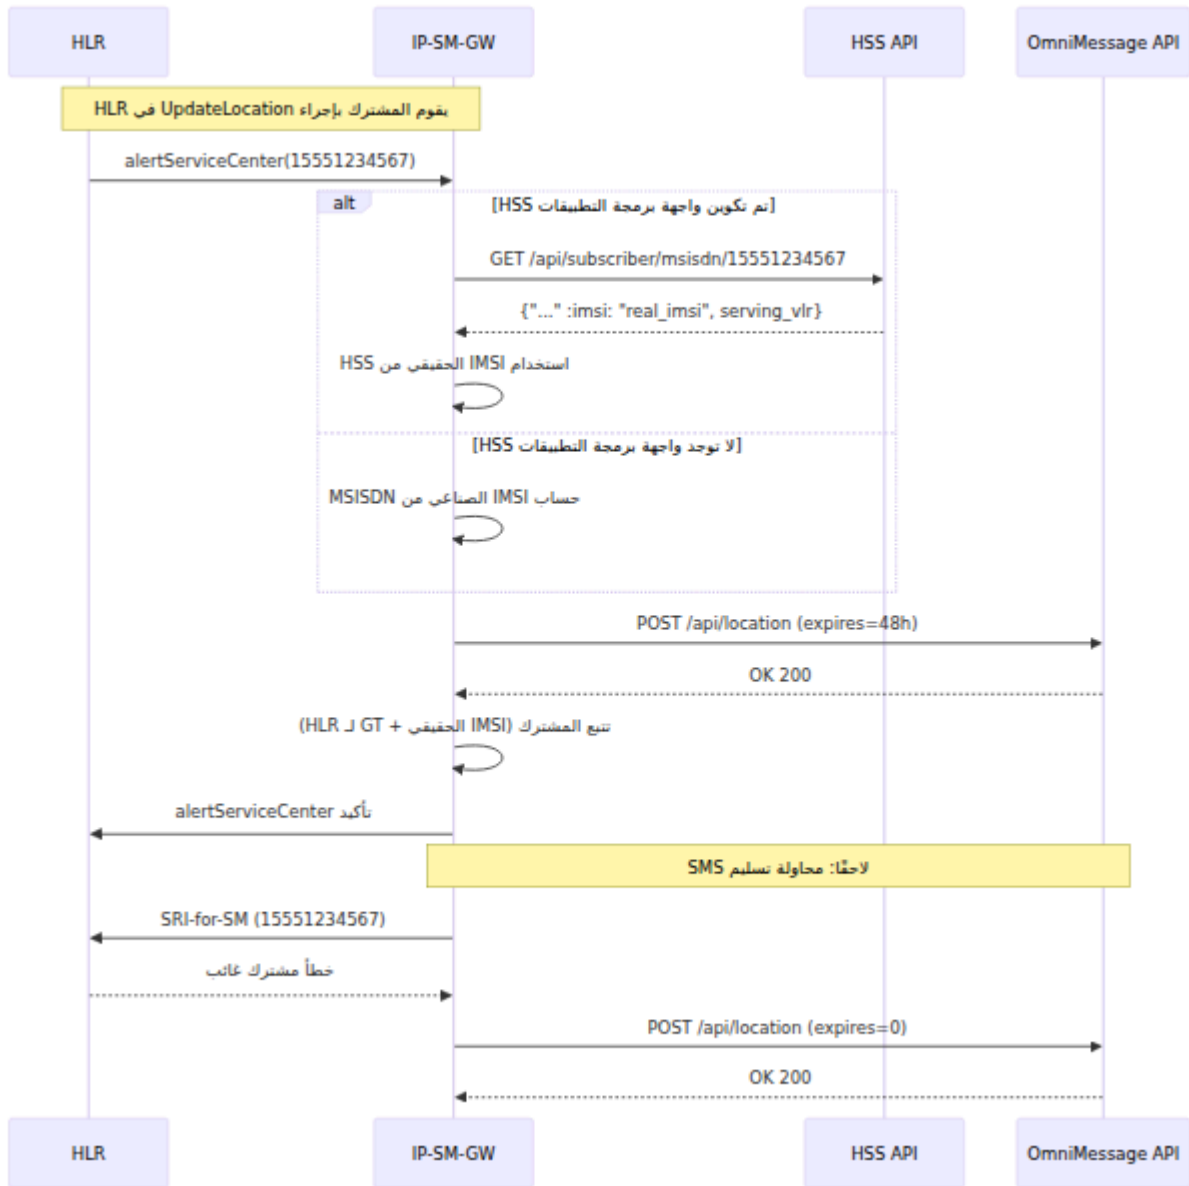 HLR
IP-SM-GW
HSS API
OmniMessage API
يقوم المشترك بإجراء UpdateLocation في HLR
alertServiceCenter(15551234567)
alt
[تم تكوين واجهة برمجة التطبيقات HSS]
GET /api/subscriber/msisdn/15551234567
{"..." :imsi: "real_imsi", serving_vlr}
استخدام IMSI الحقيقي من HSS
[لا توجد واجهة برمجة التطبيقات HSS]
حساب IMSI الصناعي من MSISDN
POST /api/location (expires=48h)
OK 200
تتبع المشترك (IMSI الحقيقي + GT لـ HLR)
تأكيد alertServiceCenter
لاحقًا: محاولة تسليم SMS
SRI-for-SM (15551234567)
خطأ مشترك غائب
POST /api/location (expires=0)
OK 200
HLR
IP-SM-GW
HSS API
OmniMessage API